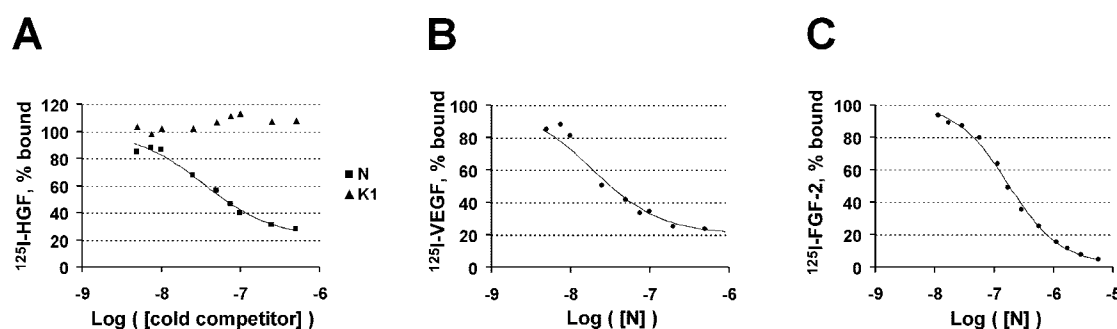 A
B
C
¹²⁵I-HGF, % bound
120
100
80
60
40
20
0
-9
-8
-7
-6
Log ( [cold competitor] )
N
K1
¹²⁵I-VEGF, % bound
100
80
60
40
20
0
-9
-8
-7
-6
Log ( [N] )
¹²⁵I-FGF-2, % bound
100
80
60
40
20
0
-9
-8
-7
-6
-5
Log ( [N] )